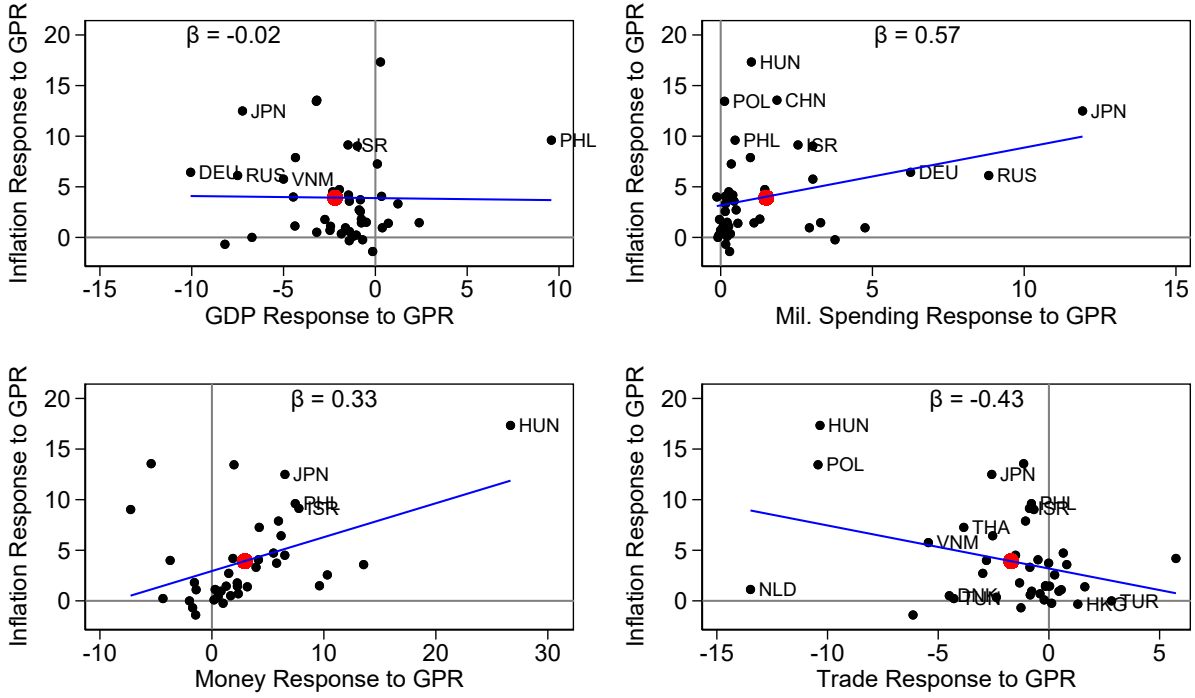 Inflation Response to GPR
20
15
10
5
0
β = -0.02
JPN
ISR
PHL
DEU
RUS
VNM
-15
-10
-5
0
5
10
GDP Response to GPR
Inflation Response to GPR
20
15
10
5
0
β = 0.57
HUN
POL
CHN
JPN
PHL
ISR
DEU
RUS
0
5
10
15
Mil. Spending Response to GPR
Inflation Response to GPR
20
15
10
5
0
β = 0.33
HUN
JPN
PHL
ISR
-10
0
10
20
30
Money Response to GPR
Inflation Response to GPR
20
15
10
5
0
β = -0.43
HUN
POL
JPN
PHL
ISR
THA
VNM
NLD
DNK
TUN
HKG
TUR
-15
-10
-5
0
5
Trade Response to GPR